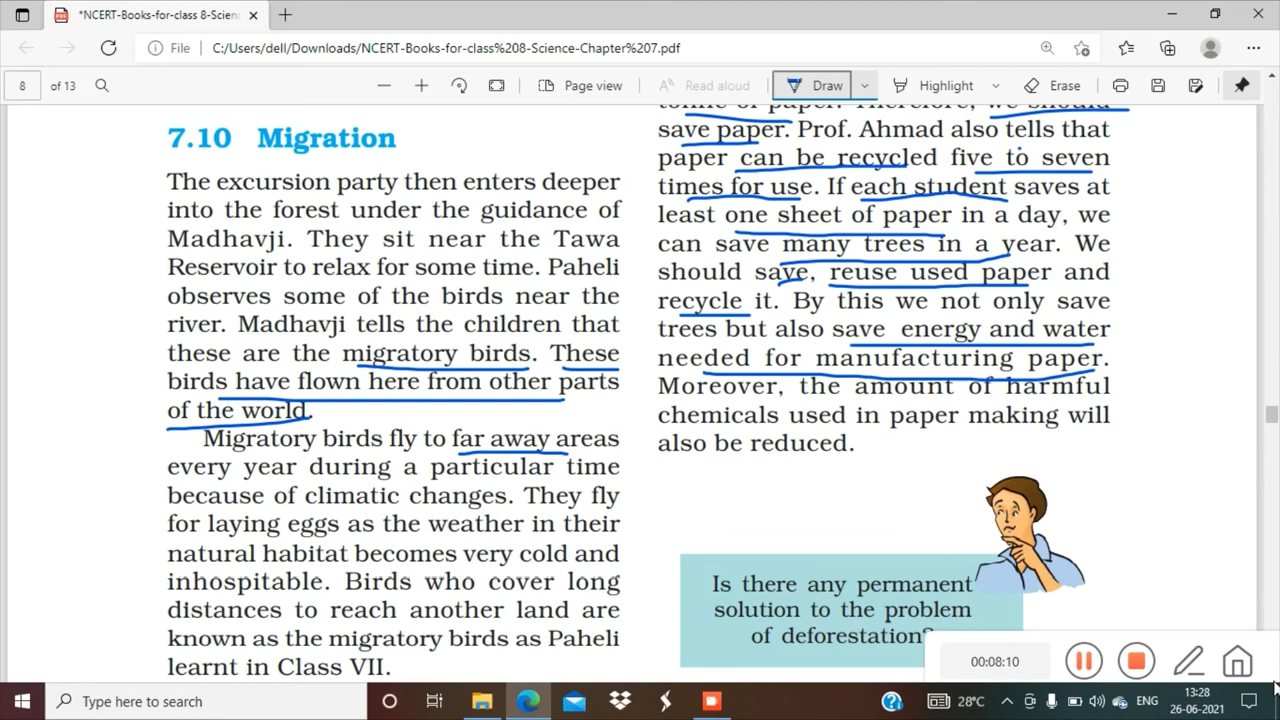 *NCERT-Books-for-class 8-Scien
File
C:/Users/dell/Downloads/NCERT-Books-for-class%208-Science-Chapter%207.pdf
8 of 13
Page view
Read aloud
Draw
Highlight
Erase
7.10 Migration
The excursion party then enters deeper
into the forest under the guidance of
Madhavji. They sit near the Tawa
Reservoir to relax for some time. Paheli
observes some of the birds near the
river. Madhavji tells the children that
these are the migratory birds. These
birds have flown here from other parts
of the world.
Migratory birds fly to far away areas
every year during a particular time
because of climatic changes. They fly
for laying eggs as the weather in their
natural habitat becomes very cold and
inhospitable. Birds who cover long
distances to reach another land are
known as the migratory birds as Paheli
learnt in Class VII.
tonne of paper. Therefore, we should
save paper. Prof. Ahmad also tells that
paper can be recycled five to seven
times for use. If each student saves at
least one sheet of paper in a day, we
can save many trees in a year. We
should save, reuse used paper and
recycle it. By this we not only save
trees but also save energy and water
needed for manufacturing paper.
Moreover, the amount of harmful
chemicals used in paper making will
also be reduced.
Is there any permanent
solution to the problem
of deforestation?
00:08:10
Type here to search
28°C
ENG
13:28
26-06-2021